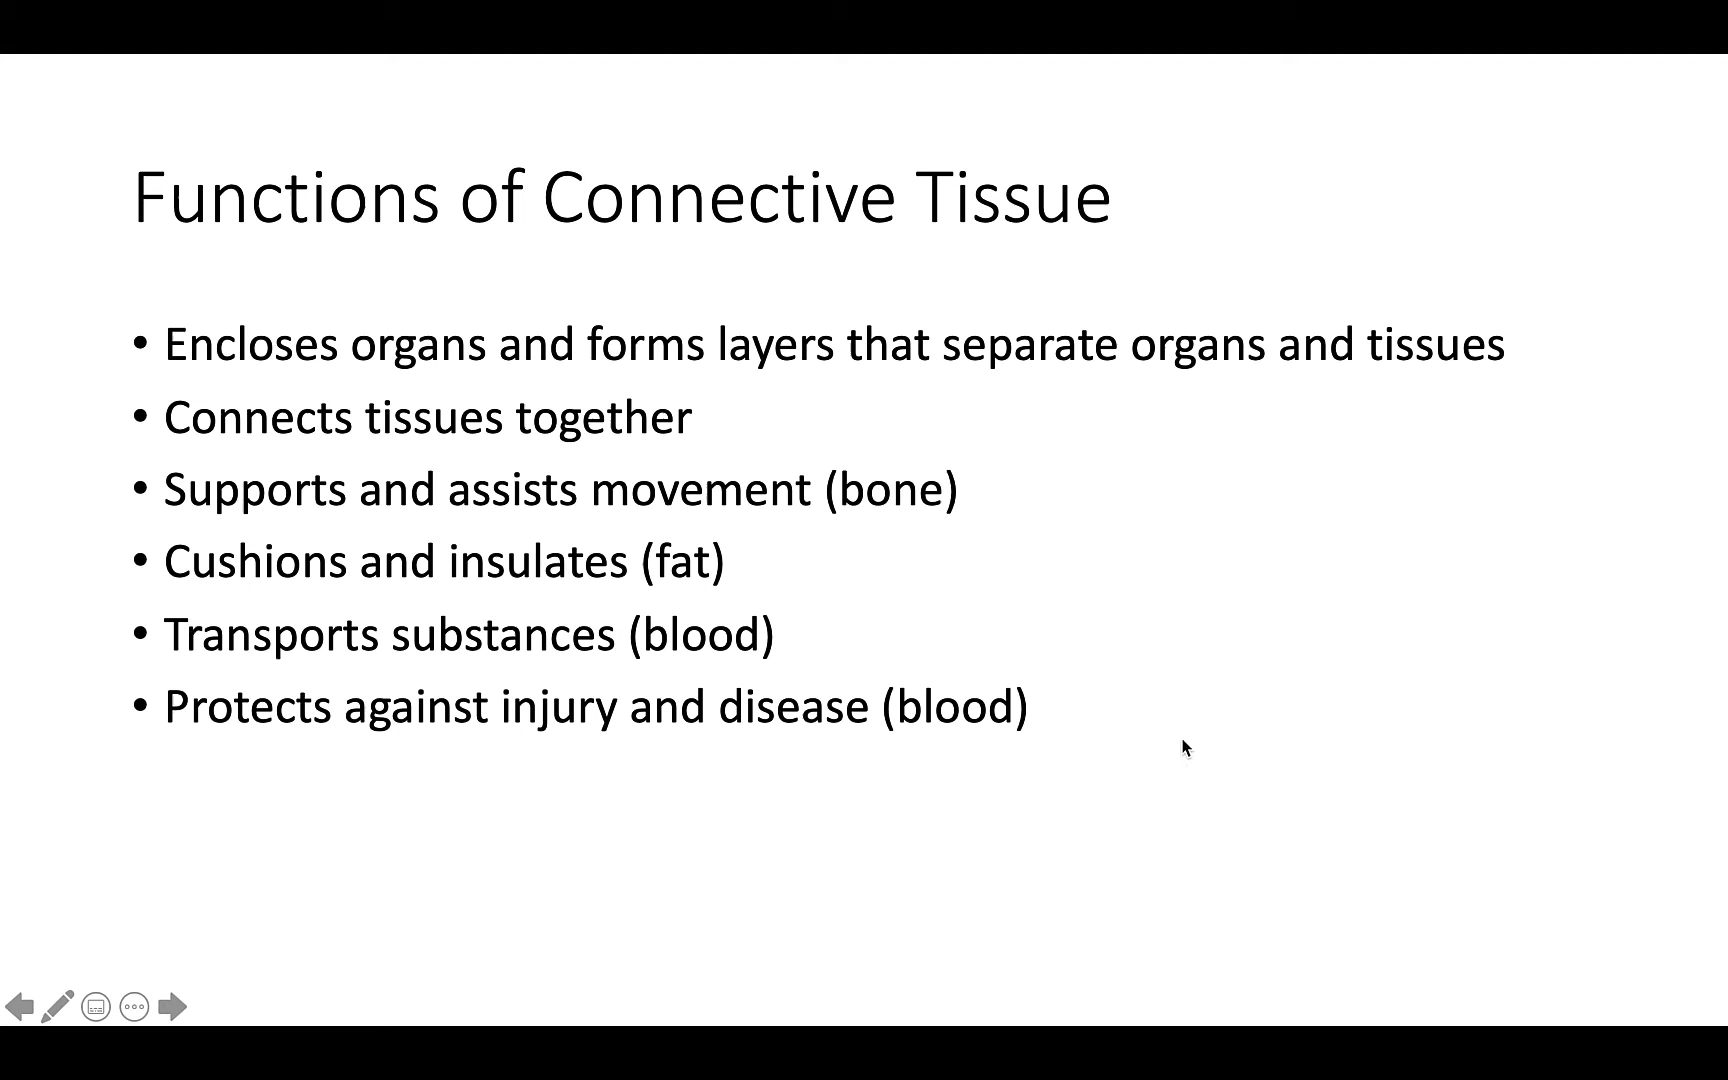 Functions of Connective Tissue
• Encloses organs and forms layers that separate organs and tissues
• Connects tissues together
• Supports and assists movement (bone)
• Cushions and insulates (fat)
• Transports substances (blood)
• Protects against injury and disease (blood)